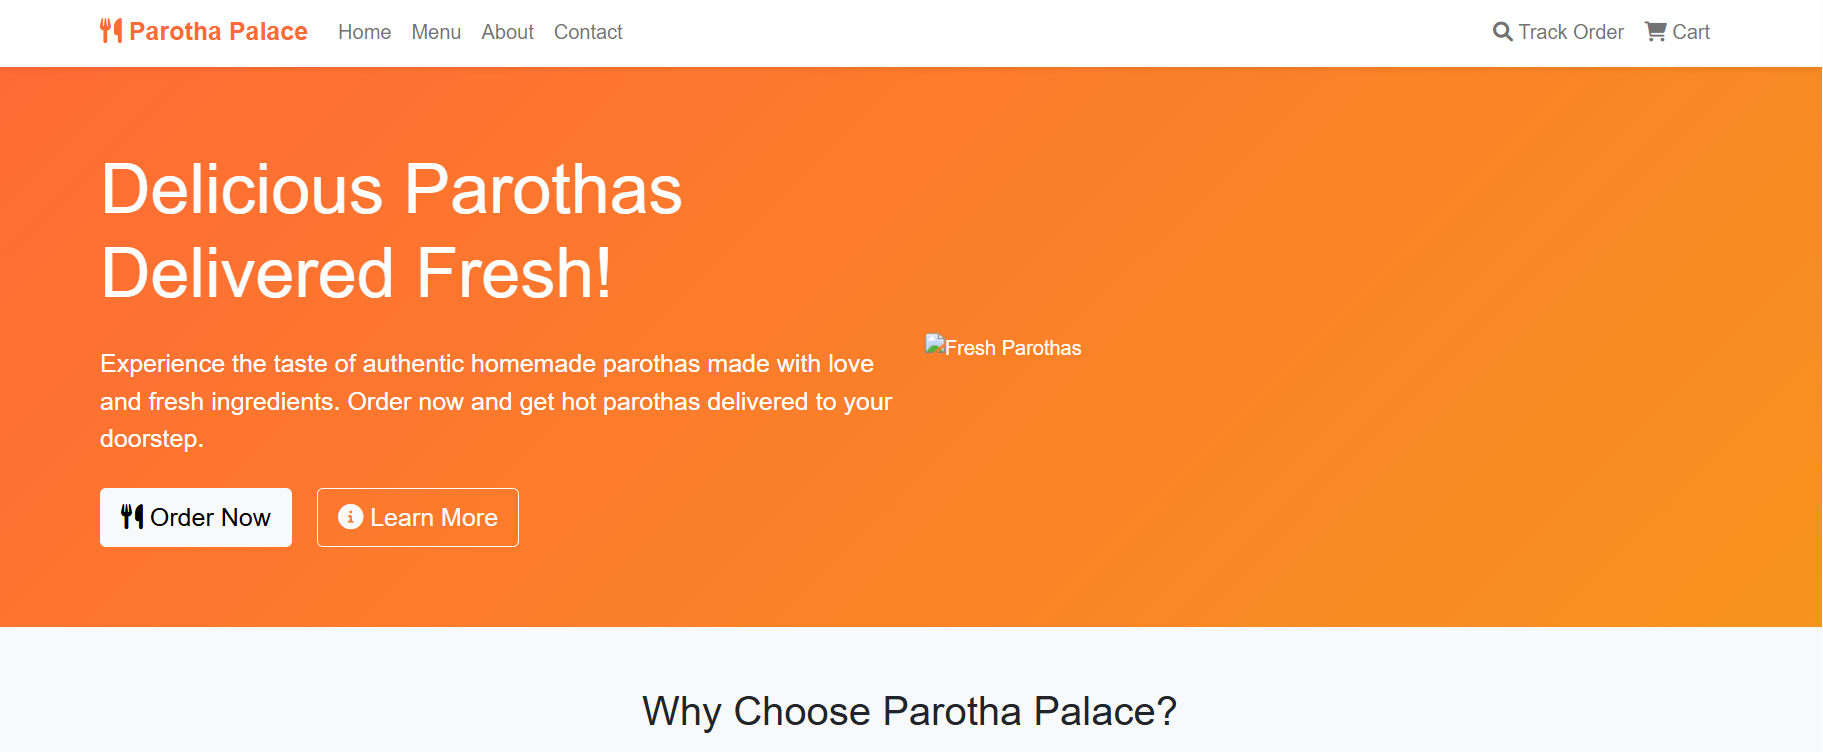 Parotha Palace Home Menu About Contact Track Order Cart
Delicious Parothas
Delivered Fresh!
Experience the taste of authentic homemade parothas made with love
and fresh ingredients. Order now and get hot parothas delivered to your
doorstep.
Order Now Learn More
Fresh Parothas
Why Choose Parotha Palace?